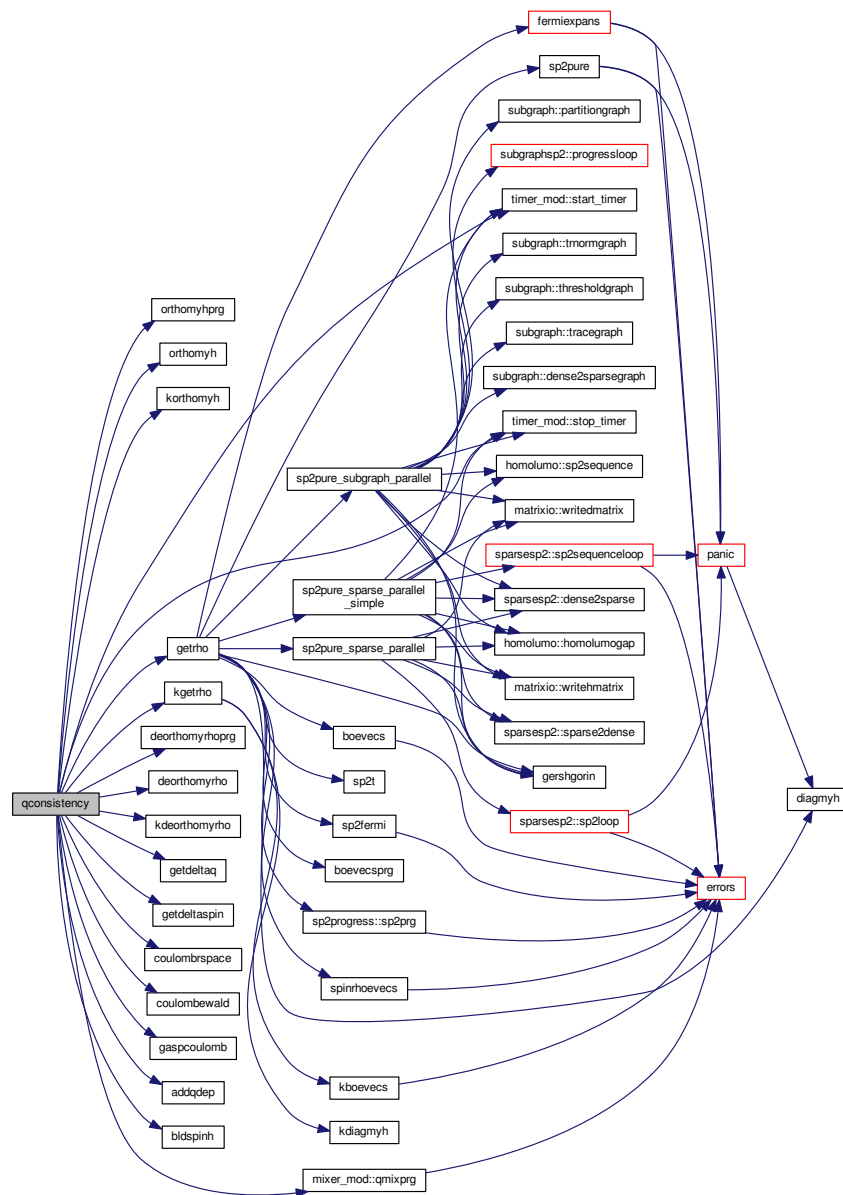 fermiexpans
sp2pure
subgraph::partitiongraph
subgraphsp2::progressloop
timer_mod::start_timer
subgraph::trnormgraph
subgraph::thresholdgraph
orthomyhprg
subgraph::tracegraph
orthomyh
subgraph::dense2sparsegraph
korthomyh
timer_mod::stop_timer
homolumo::sp2sequence
sp2pure_subgraph_parallel
matrixio::writedmatrix
sparsesp2::sp2sequenceloop
panic
sp2pure_sparse_parallel
_simple
sparsesp2::dense2sparse
homolumo::homolumogap
getrho
sp2pure_sparse_parallel
matrixio::writehmatrix
kgetrho
sparsesp2::sparse2dense
deorthomyrhoprg
boevecs
gershgorin
deorthomyrho
sp2t
qconsistency
diagmyh
kdeorthomyrho
sp2fermi
sparsesp2::sp2loop
getdeltaq
boevecsprg
errors
getdeltaspin
sp2progress::sp2prg
coulombrspace
spinrhoevecs
coulombewald
gaspcoulomb
addqdep
kboevecs
bldspinh
kdiagmyh
mixer_mod::qmixprg